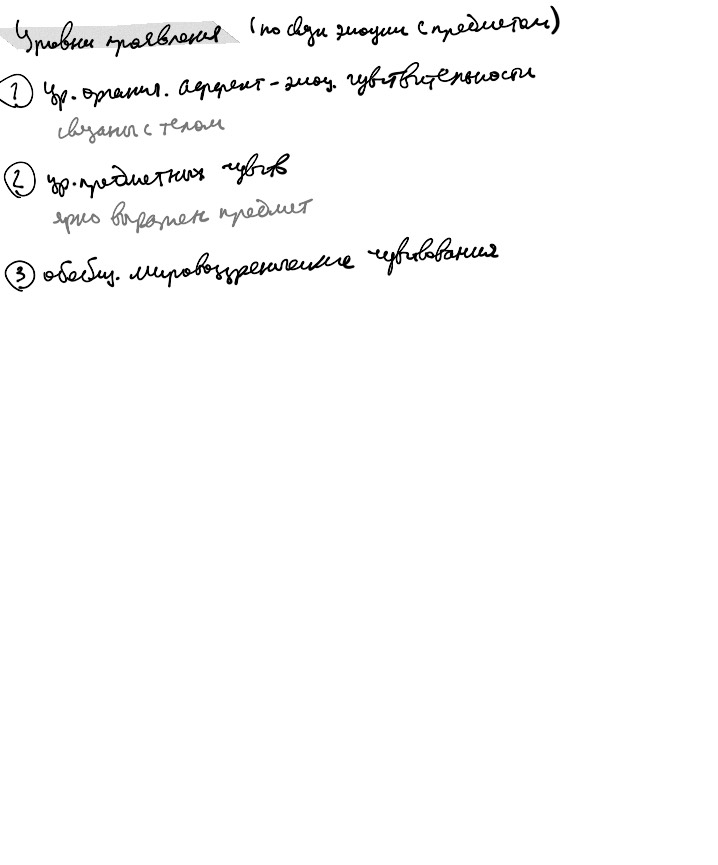 Уровни проявления (по связи эмоции с предметом)
① Ур. органич. аффект-эмоц. чувствительности
связаны с телом
② ур. предметных чувств
ярко выражен предмет
③ обобщ. мировоззренческие чувствования